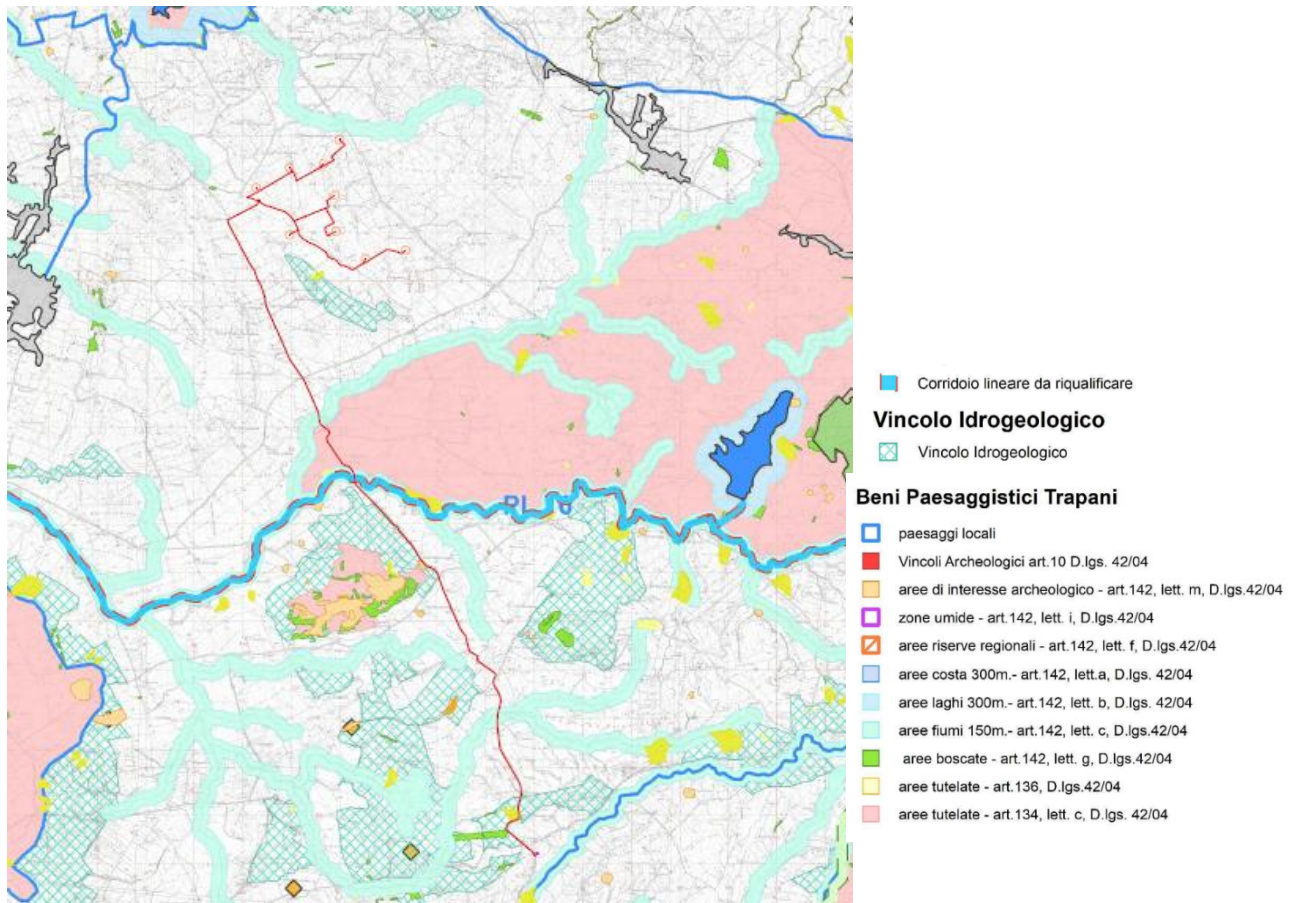 Corridoio lineare da riqualificare
Vincolo Idrogeologico
Vincolo Idrogeologico
Beni Paesaggistici Trapani
paesaggi locali
Vincoli Archeologici art.10 D.lgs. 42/04
aree di interesse archeologico - art.142, lett. m, D.lgs.42/04
zone umide - art.142, lett. i, D.lgs.42/04
aree riserve regionali - art.142, lett. f, D.lgs.42/04
aree costa 300m.- art.142, lett.a, D.lgs. 42/04
aree laghi 300m.- art.142, lett. b, D.lgs. 42/04
aree fiumi 150m.- art.142, lett. c, D.lgs.42/04
aree boscate - art.142, lett. g, D.lgs.42/04
aree tutelate - art.136, D.lgs.42/04
aree tutelate - art.134, lett. c, D.lgs. 42/04